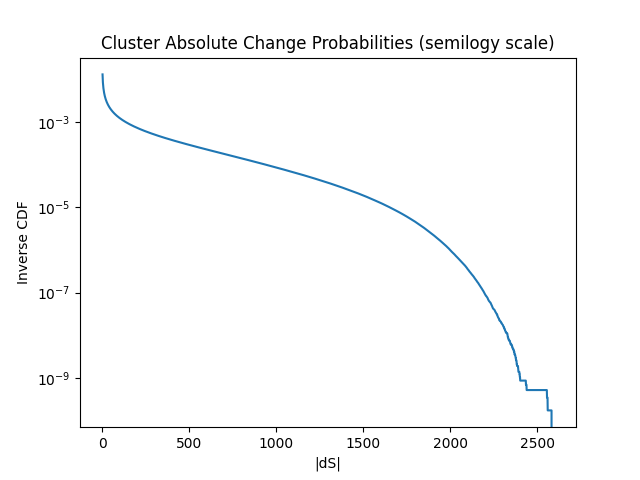 Cluster Absolute Change Probabilities (semilogy scale)
Inverse CDF
10⁻³
10⁻⁵
10⁻⁷
10⁻⁹
0 500 1000 1500 2000 2500
|dS|